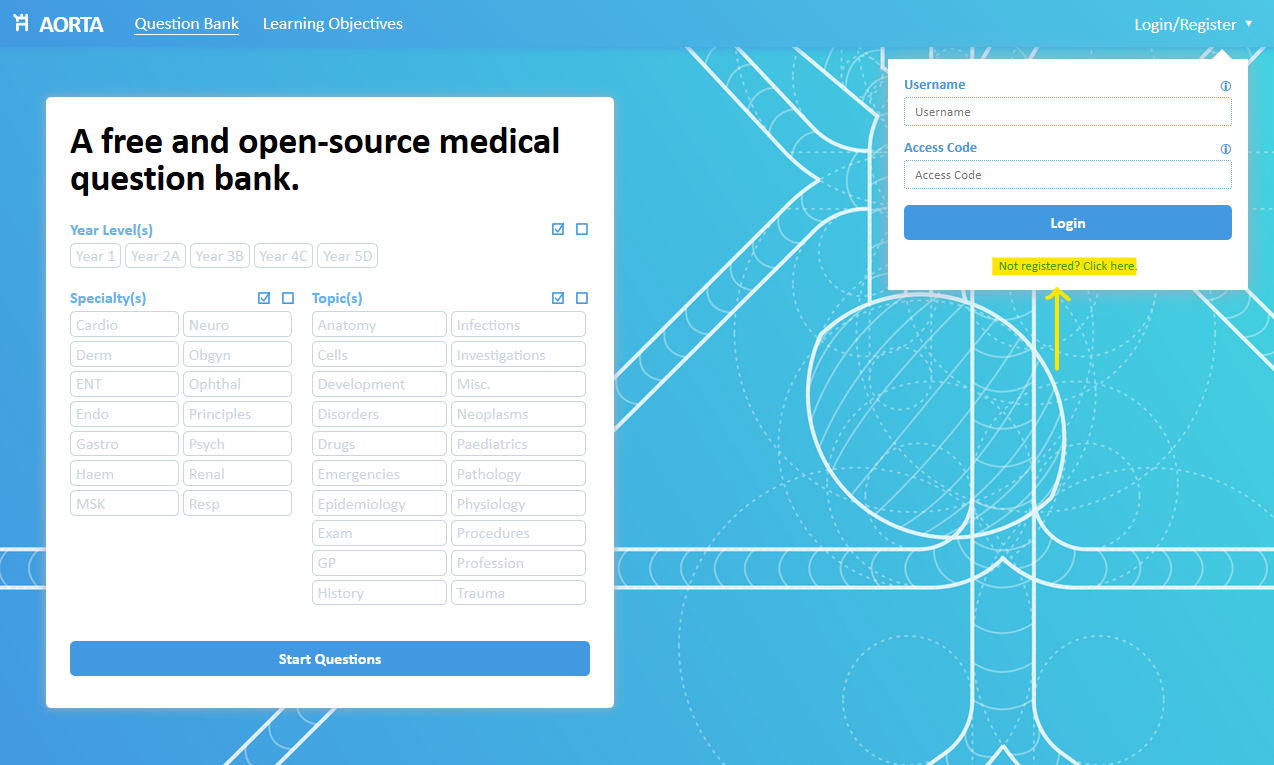 AORTA Question Bank Learning Objectives Login/Register
Username
Username
Access Code
Access Code
Login
Not registered? Click here.
A free and open-source medical
question bank.
Year Level(s)
Year 1 Year 2A Year 3B Year 4C Year 5D
Specialty(s)
Cardio Neuro
Derm Obgyn
ENT Ophthal
Endo Principles
Gastro Psych
Haem Renal
MSK Resp
Topic(s)
Anatomy Infections
Cells Investigations
Development Misc.
Disorders Neoplasms
Drugs Paediatrics
Emergencies Pathology
Epidemiology Physiology
Exam Procedures
GP Profession
History Trauma
Start Questions